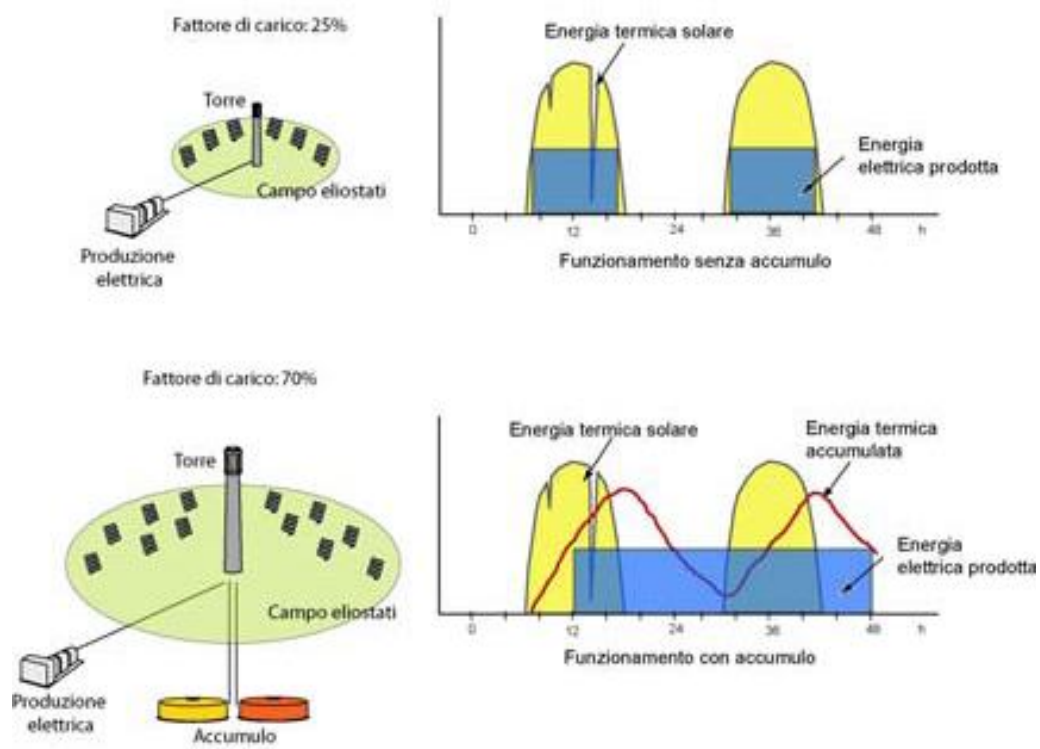 Fattore di carico: 25%
Torre
Campo eliostati
Produzione
elettrica
Energia termica solare
Energia
elettrica prodotta
0 12 24 36 48 h
Funzionamento senza accumulo
Fattore di carico: 70%
Torre
Campo eliostati
Produzione
elettrica
Accumulo
Energia termica solare
Energia termica
accumulata
Energia
elettrica prodotta
0 12 24 36 48 h
Funzionamento con accumulo